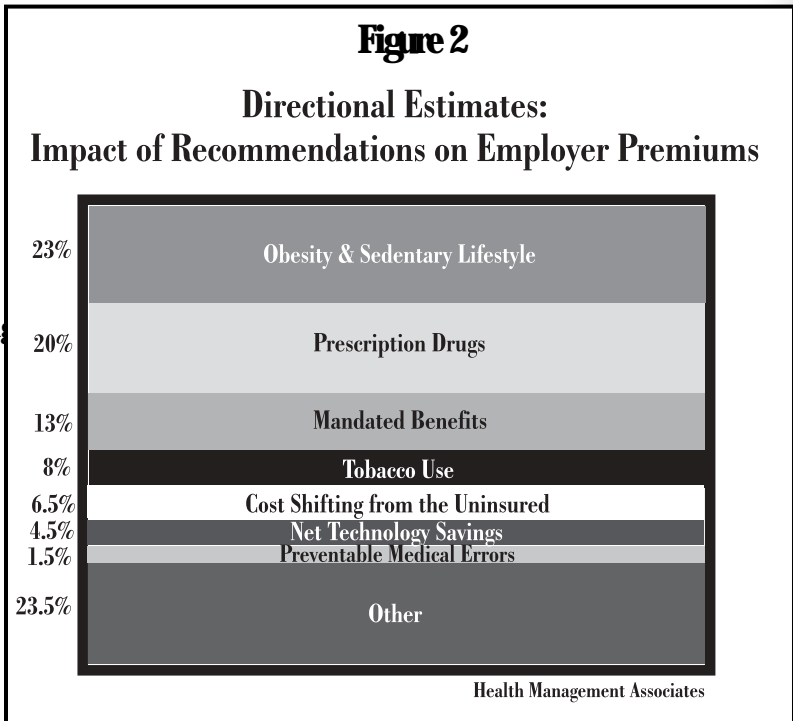 Figure 2
Directional Estimates:
Impact of Recommendations on Employer Premiums
23% Obesity & Sedentary Lifestyle
20% Prescription Drugs
13% Mandated Benefits
8% Tobacco Use
6.5% Cost Shifting from the Uninsured
4.5% Net Technology Savings
1.5% Preventable Medical Errors
23.5% Other
Health Management Associates